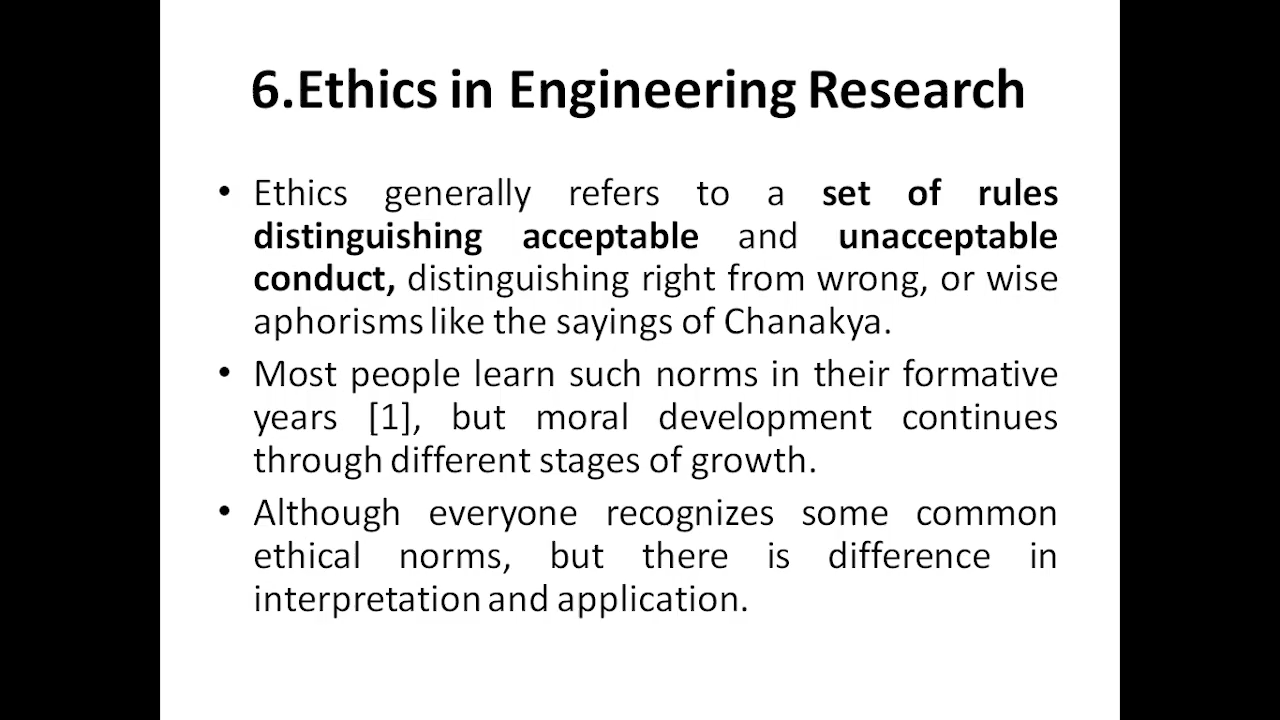 6.Ethics in Engineering Research
• Ethics generally refers to a set of rules
distinguishing acceptable and unacceptable
conduct, distinguishing right from wrong, or wise
aphorisms like the sayings of Chanakya.
• Most people learn such norms in their formative
years [1], but moral development continues
through different stages of growth.
• Although everyone recognizes some common
ethical norms, but there is difference in
interpretation and application.